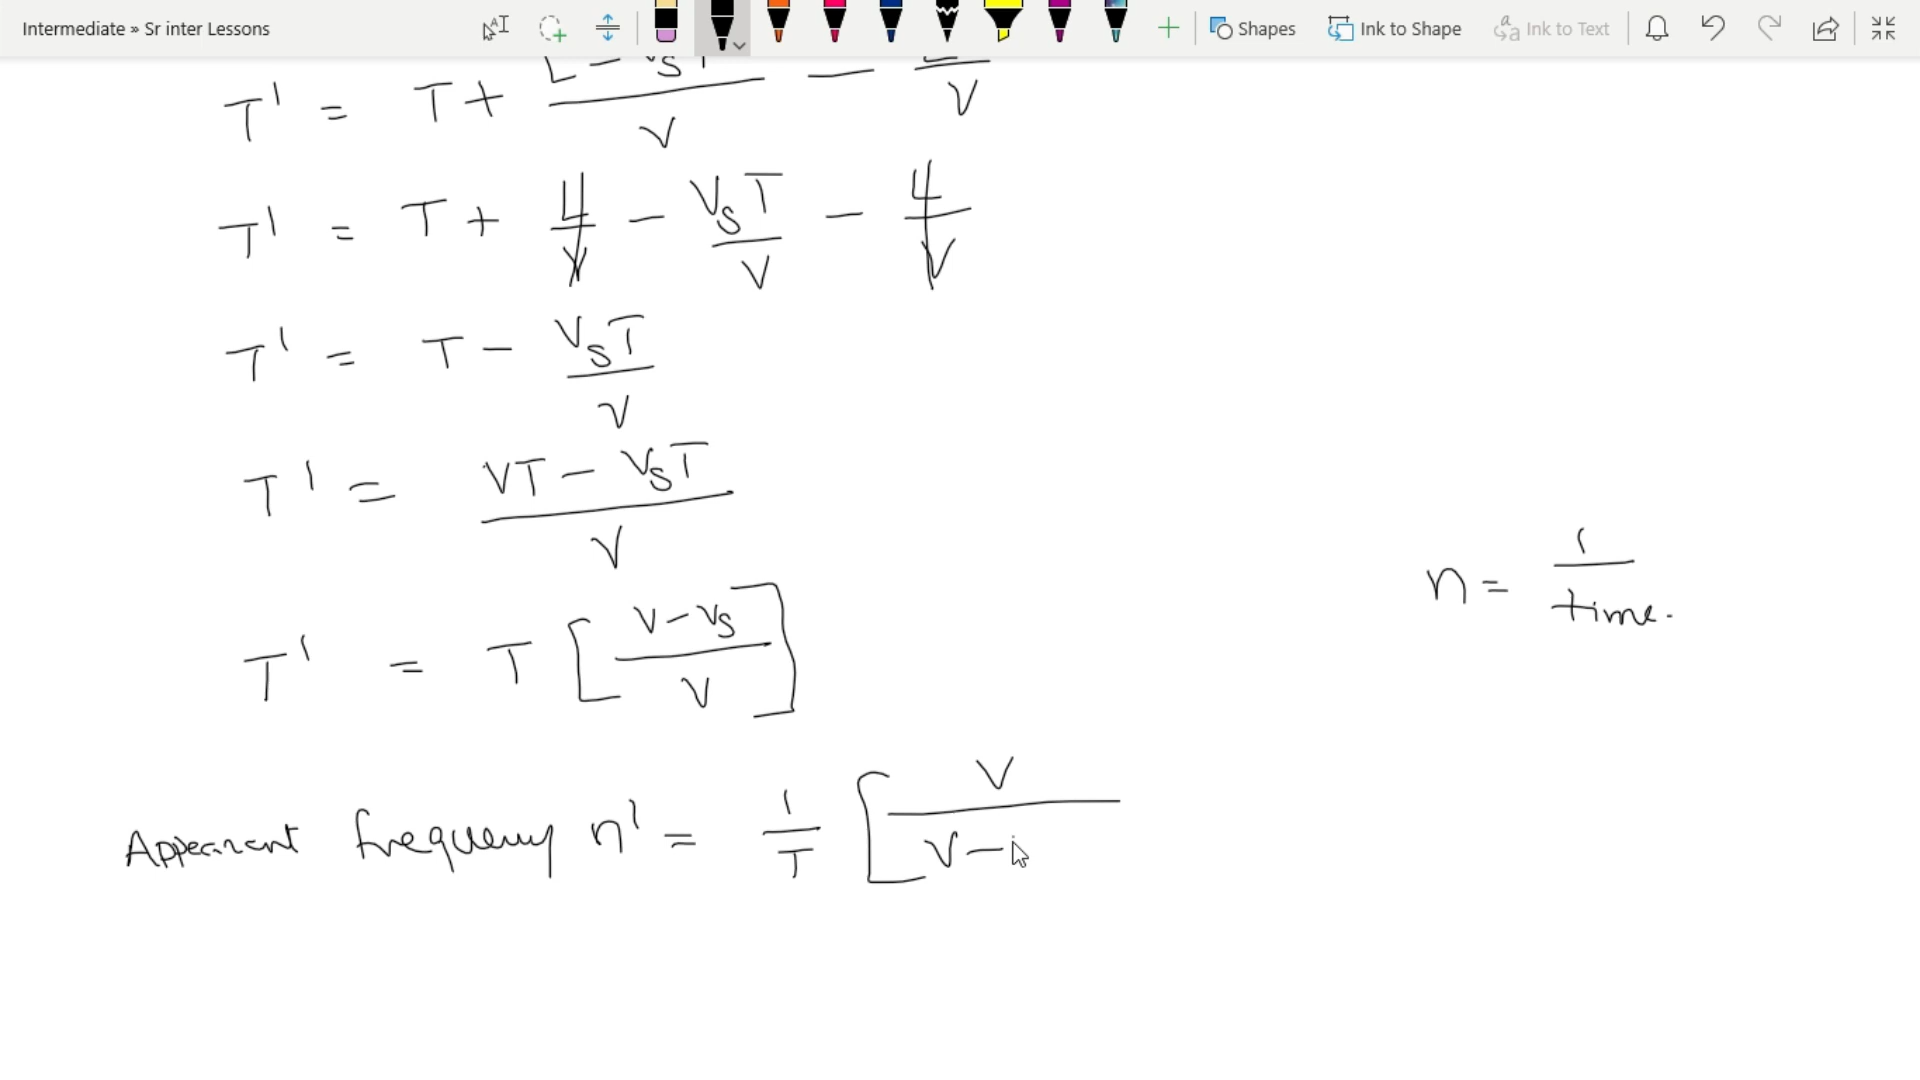 Intermediate » Sr inter Lessons
Shapes
Ink to Shape
Ink to Text
T' = T + (L - VsT)/V - L/V
T' = T + L/V - VsT/V - L/V
T' = T - VsT/V
T' = (VT - VsT)/V
n = 1/time.
T' = T [(V - Vs)/V]
Appearent frequency n' = 1/T [V/(V -